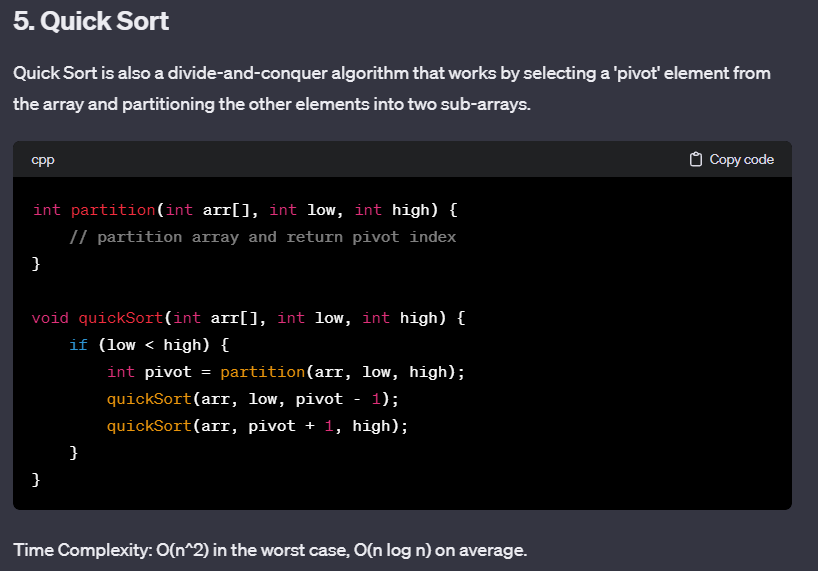 5. Quick Sort
Quick Sort is also a divide-and-conquer algorithm that works by selecting a 'pivot' element from
the array and partitioning the other elements into two sub-arrays.
cpp
Copy code
int partition(int arr[], int low, int high) {
    // partition array and return pivot index
}
void quickSort(int arr[], int low, int high) {
    if (low < high) {
        int pivot = partition(arr, low, high);
        quickSort(arr, low, pivot - 1);
        quickSort(arr, pivot + 1, high);
    }
}
Time Complexity: O(n^2) in the worst case, O(n log n) on average.